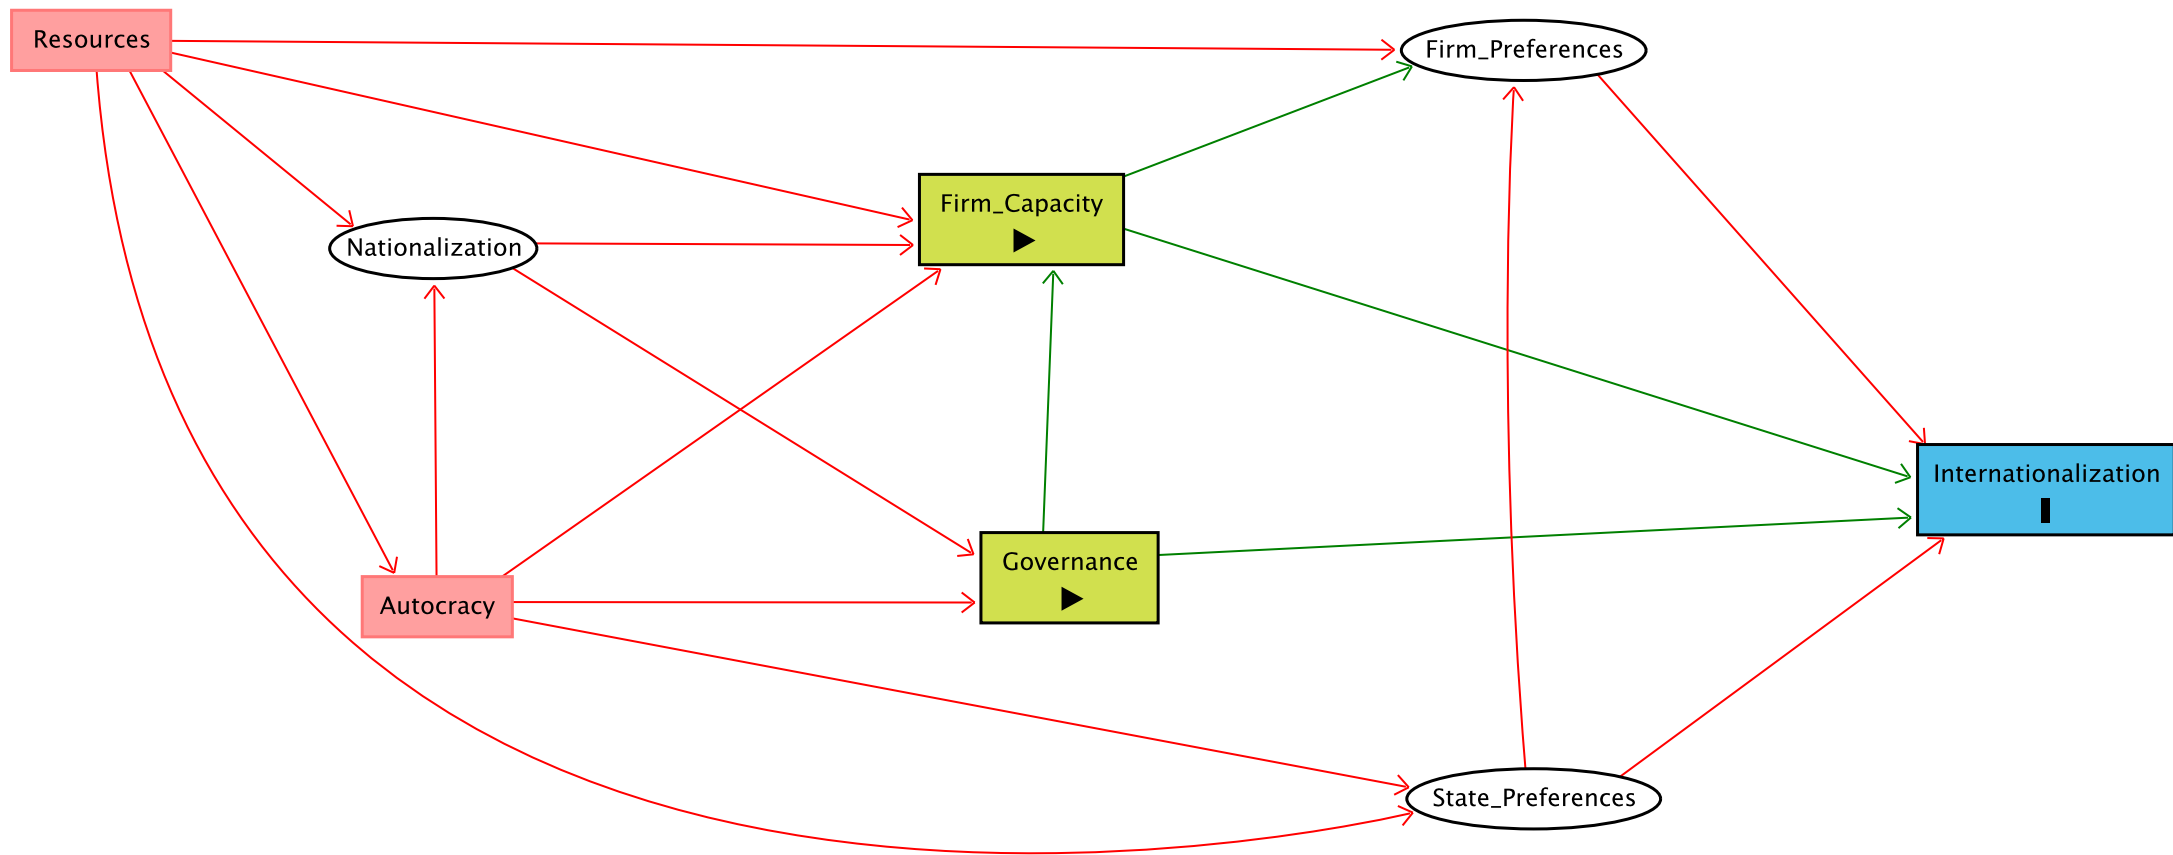 Resources
Firm_Preferences
Firm_Capacity
Nationalization
Internationalization
Governance
Autocracy
State_Preferences